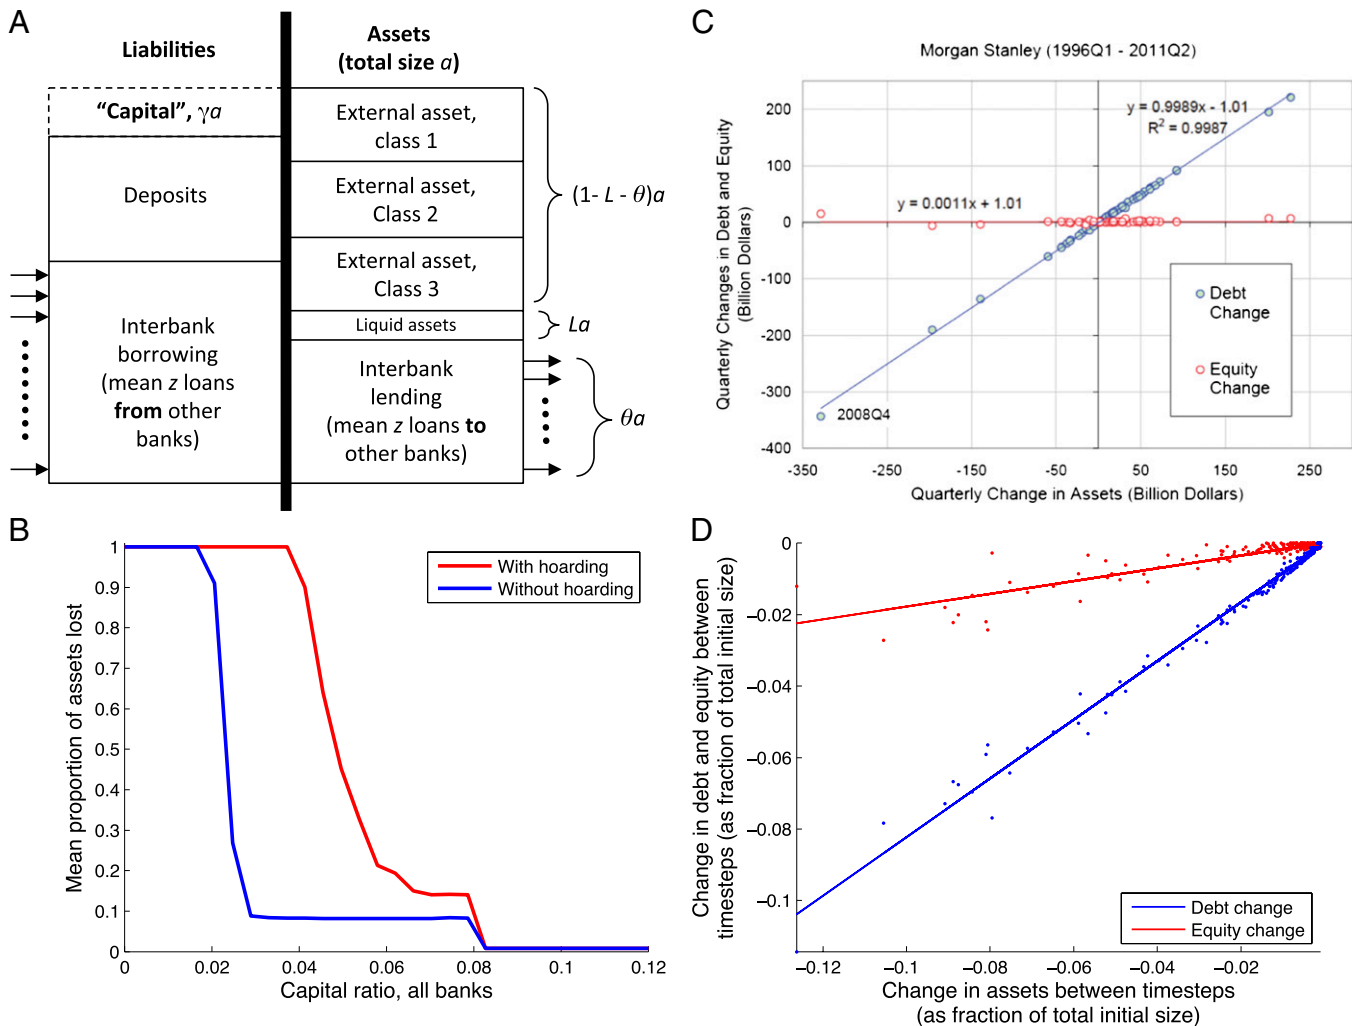 A
Liabilities
Assets
(total size a)
“Capital”, γa
Deposits
Interbank
borrowing
(mean z loans
from other
banks)
External asset,
class 1
External asset,
Class 2
External asset,
Class 3
Liquid assets
Interbank
lending
(mean z loans to
other banks)
(1- L - θ)a
La
θa
B
Mean proportion of assets lost
1
0.9
0.8
0.7
0.6
0.5
0.4
0.3
0.2
0.1
0
With hoarding
Without hoarding
0 0.02 0.04 0.06 0.08 0.1 0.12
Capital ratio, all banks
C
Morgan Stanley (1996Q1 - 2011Q2)
Quarterly Changes in Debt and Equity
(Billion Dollars)
200
100
0
-100
-200
-300
-400
y = 0.9989x - 1.01
R² = 0.9987
y = 0.0011x + 1.01
Debt
Change
Equity
Change
2008Q4
-350 -250 -150 -50 50 150 250
Quarterly Change in Assets (Billion Dollars)
D
Change in debt and equity between
timesteps (as fraction of total initial size)
0
−0.02
−0.04
−0.06
−0.08
−0.1
Debt change
Equity change
−0.12 −0.1 −0.08 −0.06 −0.04 −0.02
Change in assets between timesteps
(as fraction of total initial size)